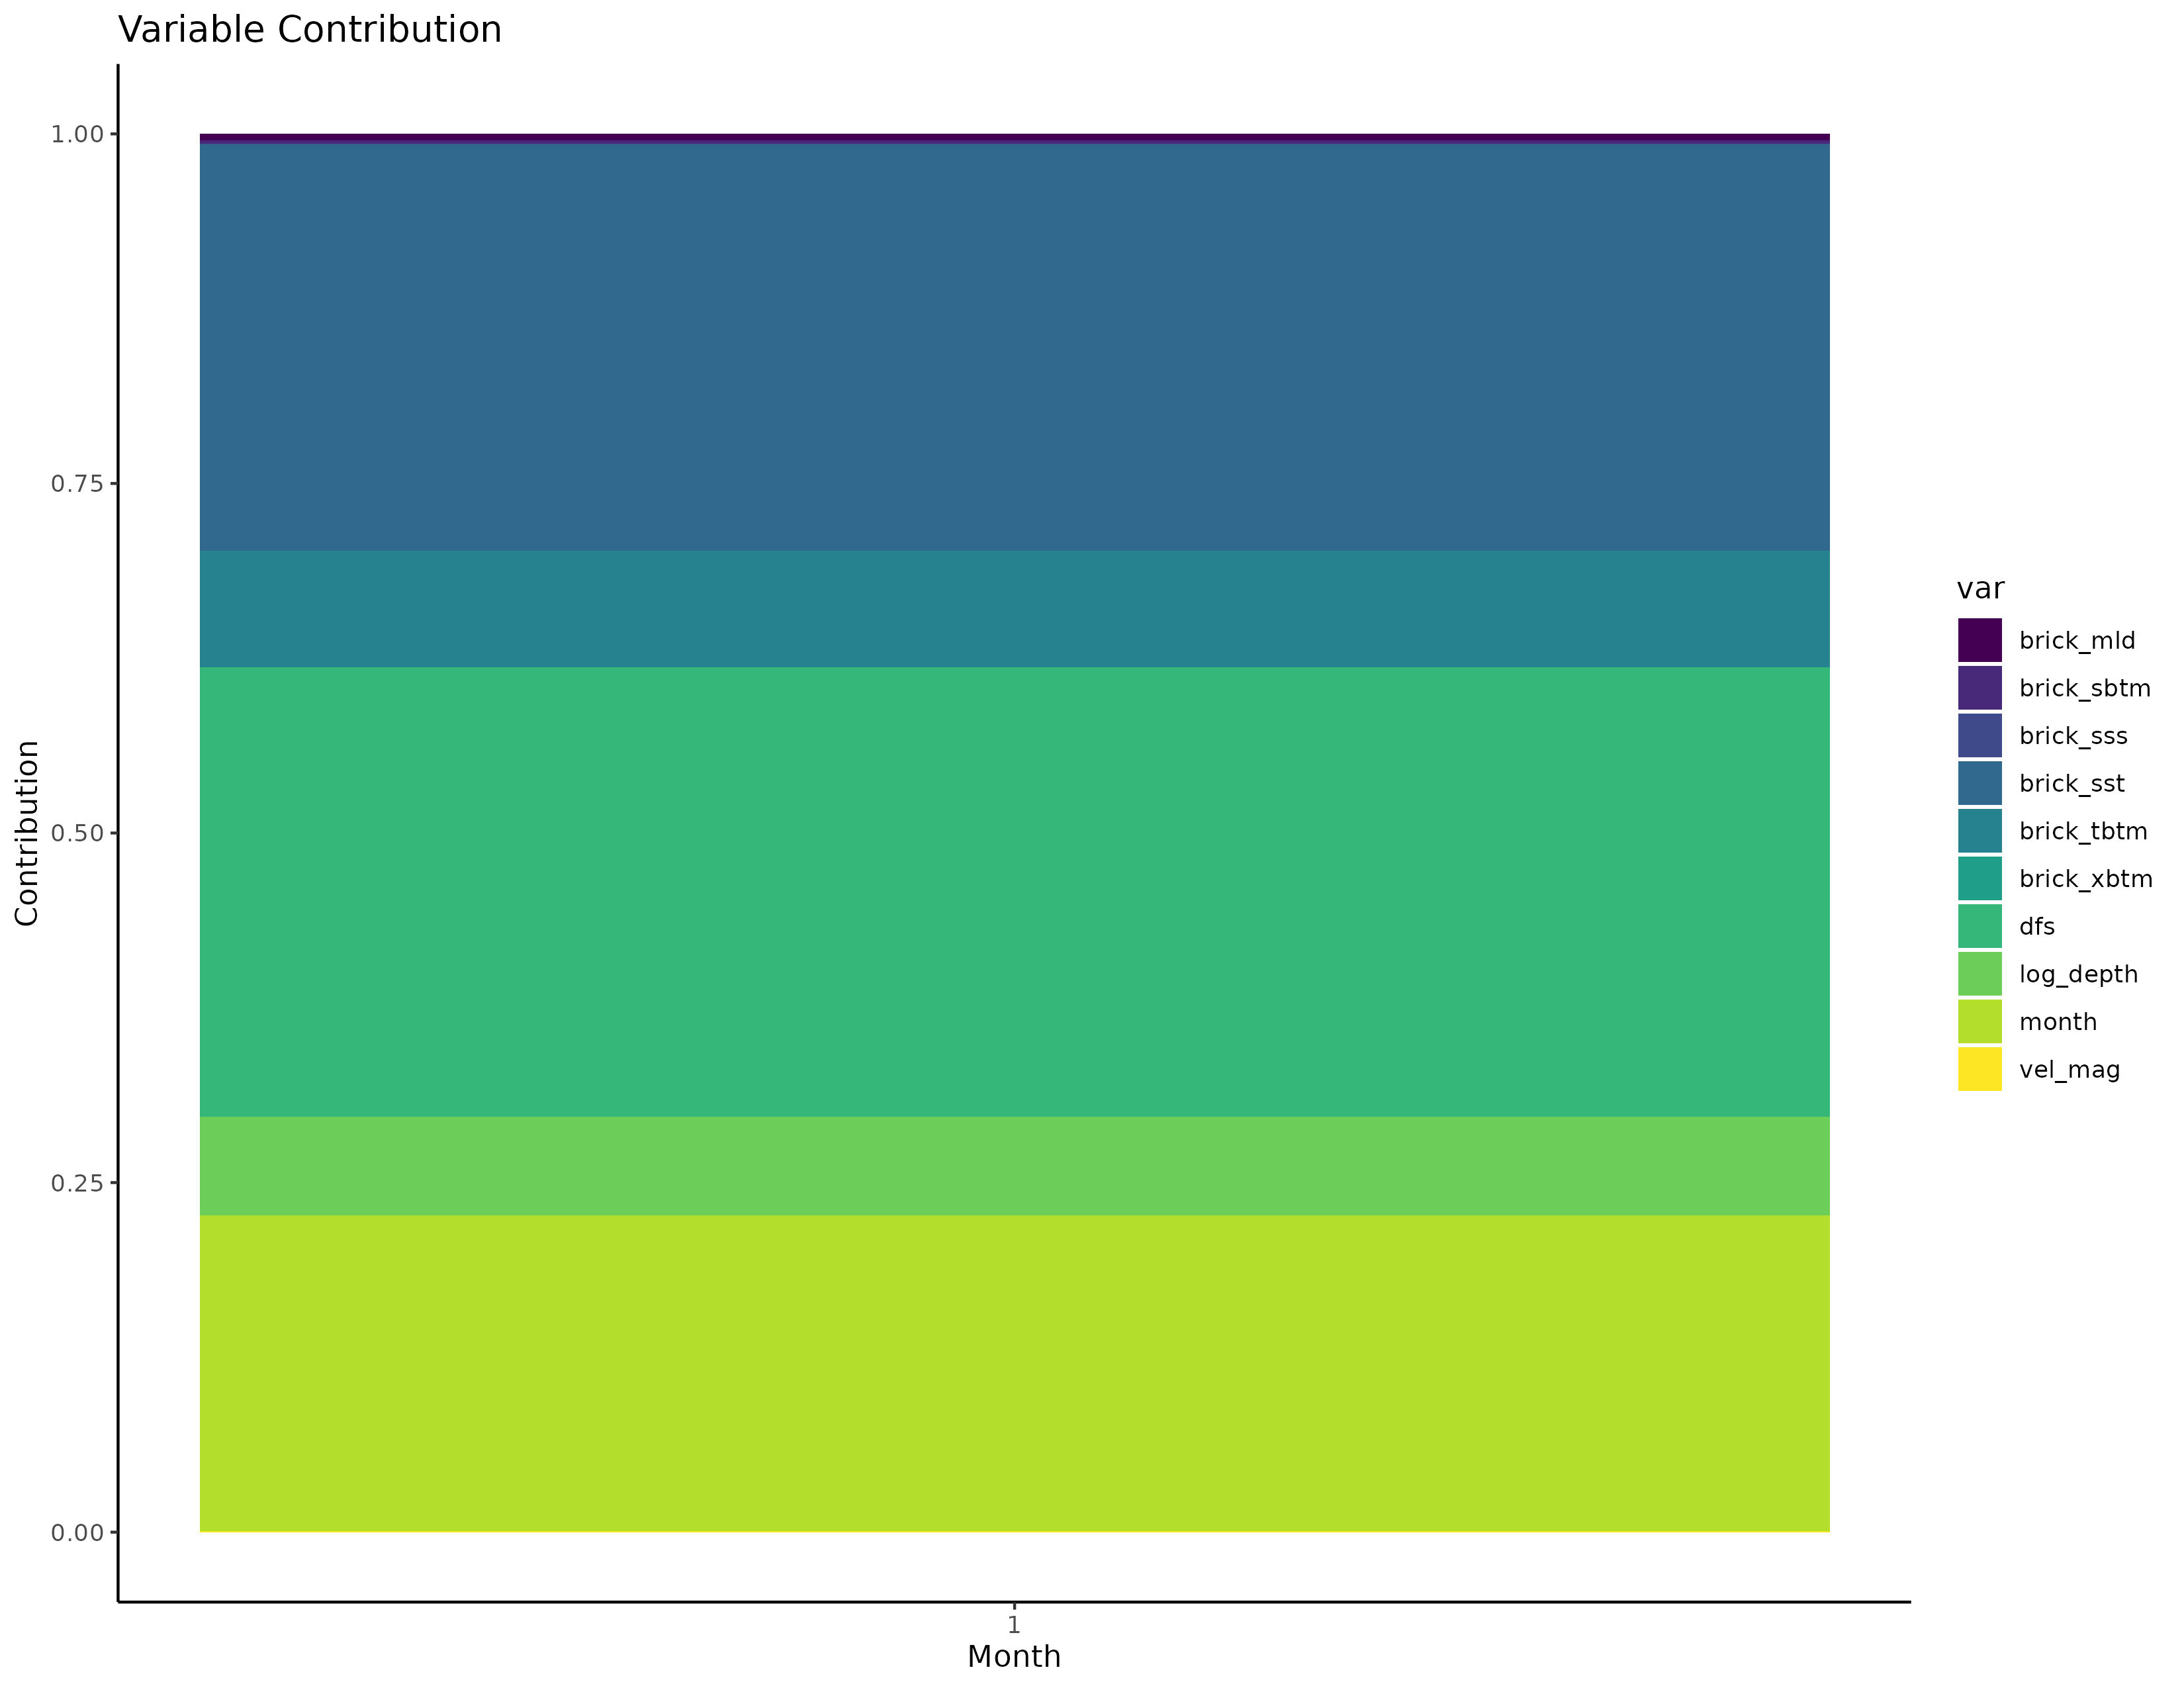 Variable Contribution
1.00
0.75
0.50
0.25
0.00
Contribution
1
Month
var
brick_mld
brick_sbtm
brick_sss
brick_sst
brick_tbtm
brick_xbtm
dfs
log_depth
month
vel_mag